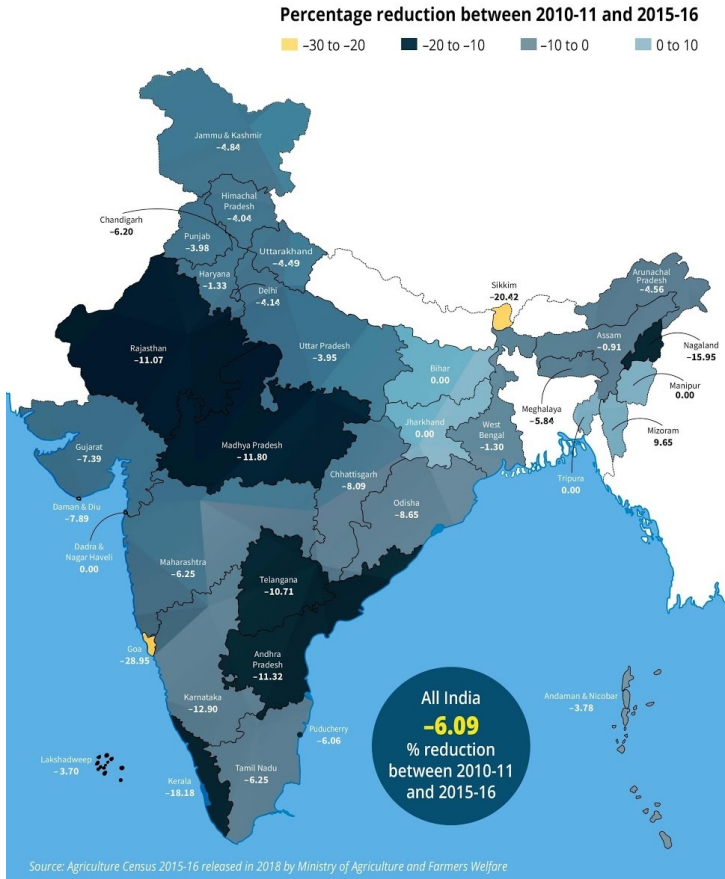 Percentage reduction between 2010-11 and 2015-16
–30 to –20
–20 to –10
–10 to 0
0 to 10
Jammu & Kashmir
–4.84
Himachal
Pradesh
–4.04
Chandigarh
–6.20
Punjab
–3.98
Uttarakhand
–4.49
Haryana
–1.33
Delhi
–4.14
Sikkim
–20.42
Arunachal
Pradesh
–4.56
Rajasthan
–11.07
Uttar Pradesh
–3.95
Assam
–0.91
Nagaland
–15.95
Bihar
0.00
Manipur
0.00
Meghalaya
–5.84
Jharkhand
0.00
West
Bengal
–1.30
Mizoram
9.65
Gujarat
–7.39
Madhya Pradesh
–11.80
Chhattisgarh
–8.09
Tripura
0.00
Daman & Diu
–7.89
Odisha
–8.65
Dadra &
Nagar Haveli
0.00
Maharashtra
–6.25
Telangana
–10.71
Goa
–28.95
Andhra
Pradesh
–11.32
Karnataka
–12.90
All India
–6.09
% reduction
between 2010-11
and 2015-16
Andaman & Nicobar
–3.78
Puducherry
–6.06
Lakshadweep
–3.70
Kerala
–18.18
Tamil Nadu
–6.25
Source: Agriculture Census 2015-16 released in 2018 by Ministry of Agriculture and Farmers Welfare